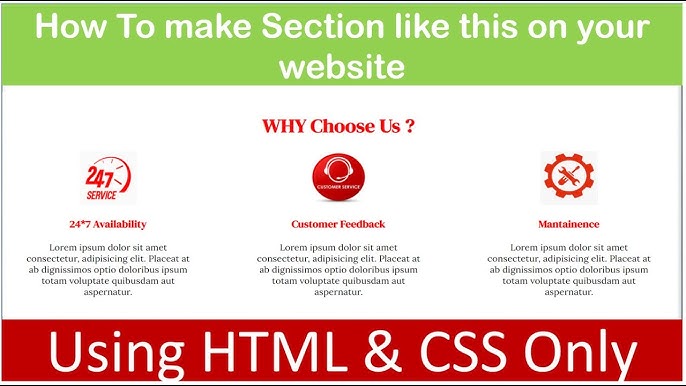 How To make Section like this on your
website
WHY Choose Us ?
24/7
SERVICE
CUSTOMER SERVICE
24*7 Availability
Customer Feedback
Mantainence
Lorem ipsum dolor sit amet
consectetur, adipisicing elit. Placeat at
ab dignissimos optio doloribus ipsum
totam voluptate quibusdam aut
aspernatur.
Lorem ipsum dolor sit amet
consectetur, adipisicing elit. Placeat at
ab dignissimos optio doloribus ipsum
totam voluptate quibusdam aut
aspernatur.
Lorem ipsum dolor sit amet
consectetur, adipisicing elit. Placeat at
ab dignissimos optio doloribus ipsum
totam voluptate quibusdam aut
aspernatur.
Using HTML & CSS Only